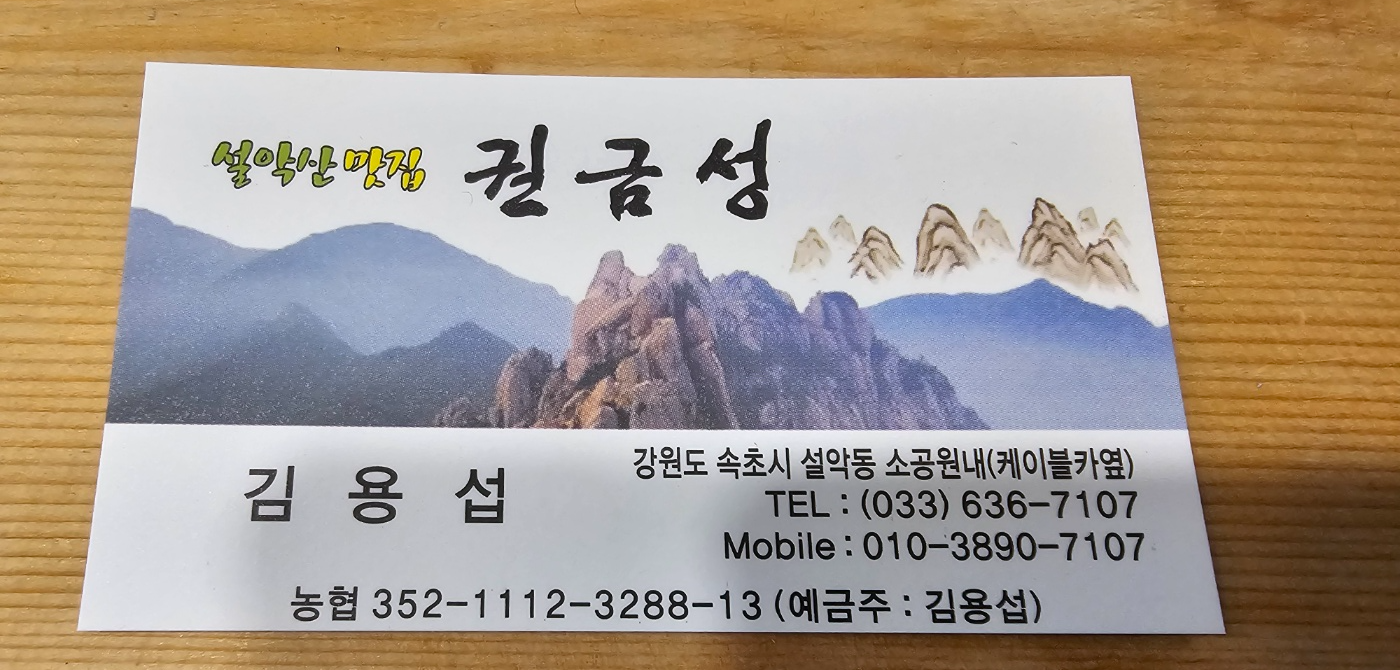 설악산 맛집 권금성
김용섭
강원도 속초시 설악동 소공원내(케이블카옆)
TEL : (033) 636-7107
Mobile : 010-3890-7107
농협 352-1112-3288-13 (예금주 : 김용섭)